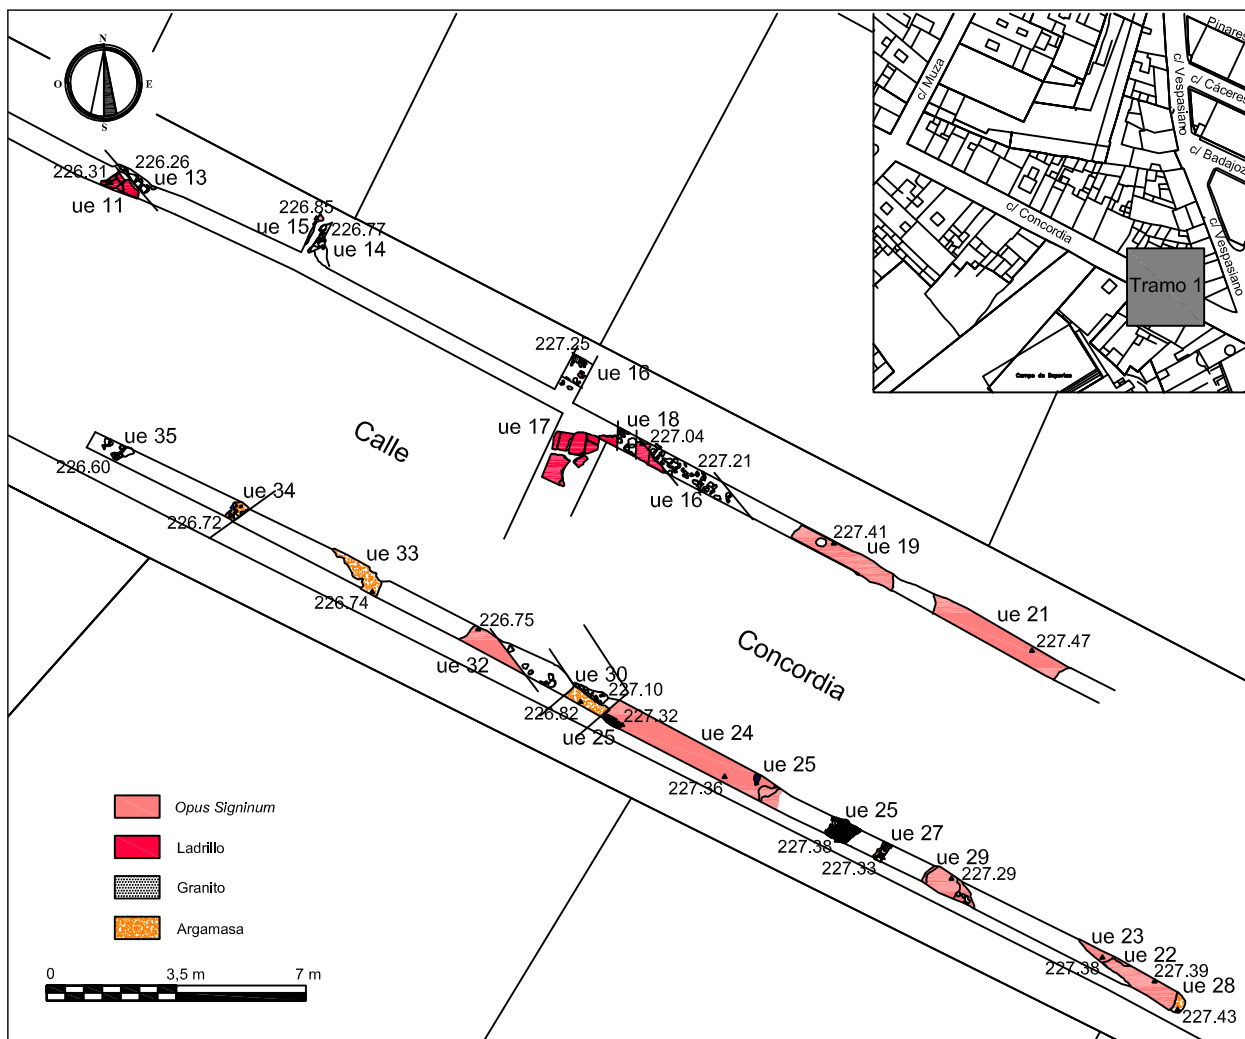 N
O
E
S
226.26
226.31
ue 13
ue 11
226.85
ue 15
226.77
ue 14
227.25
ue 16
ue 17
ue 18
227.04
227.21
ue 16
227.41
ue 19
ue 21
227.47
Calle
Concordia
ue 35
226.60
ue 34
226.72
ue 33
226.74
226.75
ue 32
ue 30
227.10
226.82
227.32
ue 25
ue 24
ue 25
227.36
ue 25
227.38
ue 27
227.33
ue 29
227.29
ue 23
ue 22
227.38
227.39
ue 28
227.43
Opus Signinum
Ladrillo
Granito
Argamasa
0
3,5 m
7 m
Pinares
c/ Muza
c/ Vespasiano
c/ Cáceres
c/ Badajoz
c/ Concordia
c/ Vespasiano
Tramo 1
Campo de Deportes